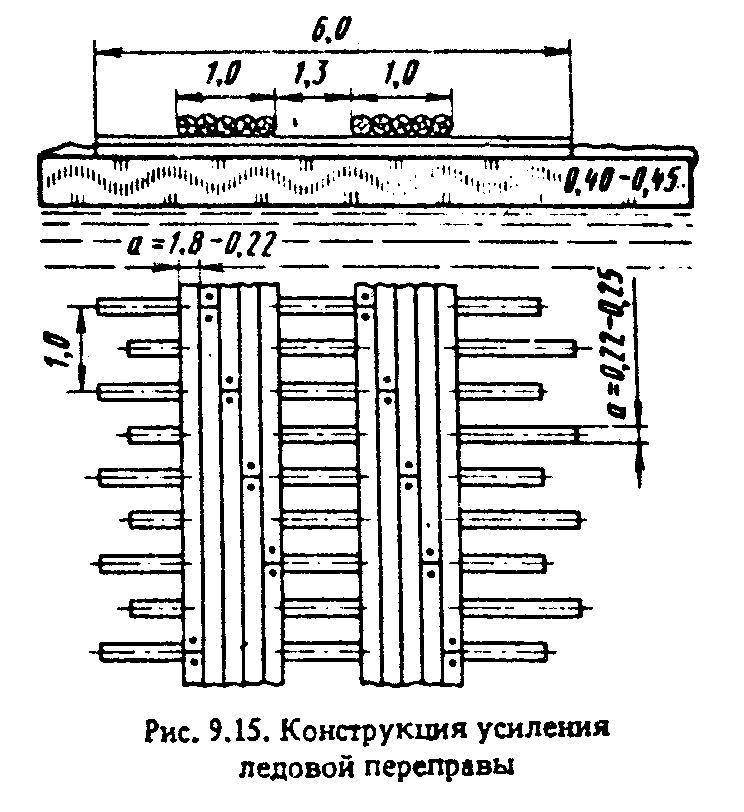 6,0
1,0 1,3 1,0
0,40-0,45
a=1.8-0,22
1,0
a=0,22-0,25
Рис. 9.15. Конструкция усиления
ледовой переправы